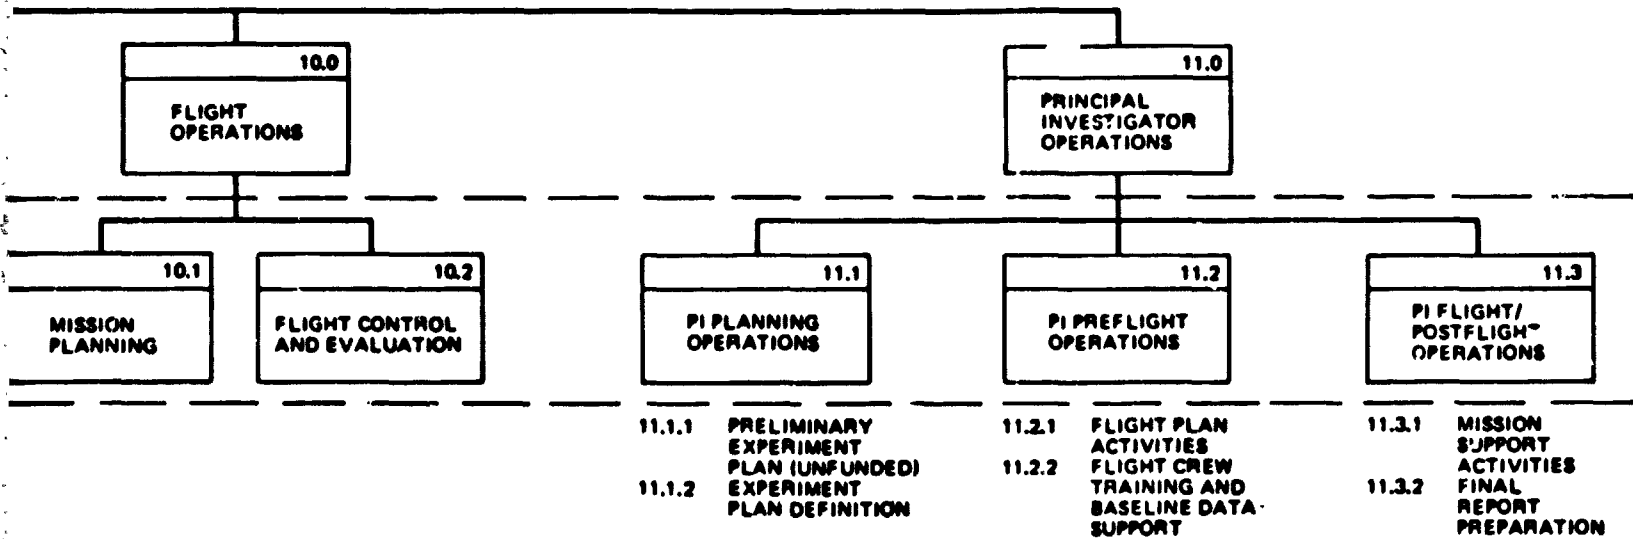 10.0
FLIGHT
OPERATIONS
11.0
PRINCIPAL
INVESTIGATOR
OPERATIONS
10.1
MISSION
PLANNING
10.2
FLIGHT CONTROL
AND EVALUATION
11.1
PI PLANNING
OPERATIONS
11.2
PI PREFLIGHT
OPERATIONS
11.3
PI FLIGHT/
POSTFLIGHT
OPERATIONS
11.1.1 PRELIMINARY
EXPERIMENT
PLAN (UNFUNDED)
11.1.2 EXPERIMENT
PLAN DEFINITION
11.2.1 FLIGHT PLAN
ACTIVITIES
11.2.2 FLIGHT CREW
TRAINING AND
BASELINE DATA-
SUPPORT
11.3.1 MISSION
SUPPORT
ACTIVITIES
11.3.2 FINAL
REPORT
PREPARATION